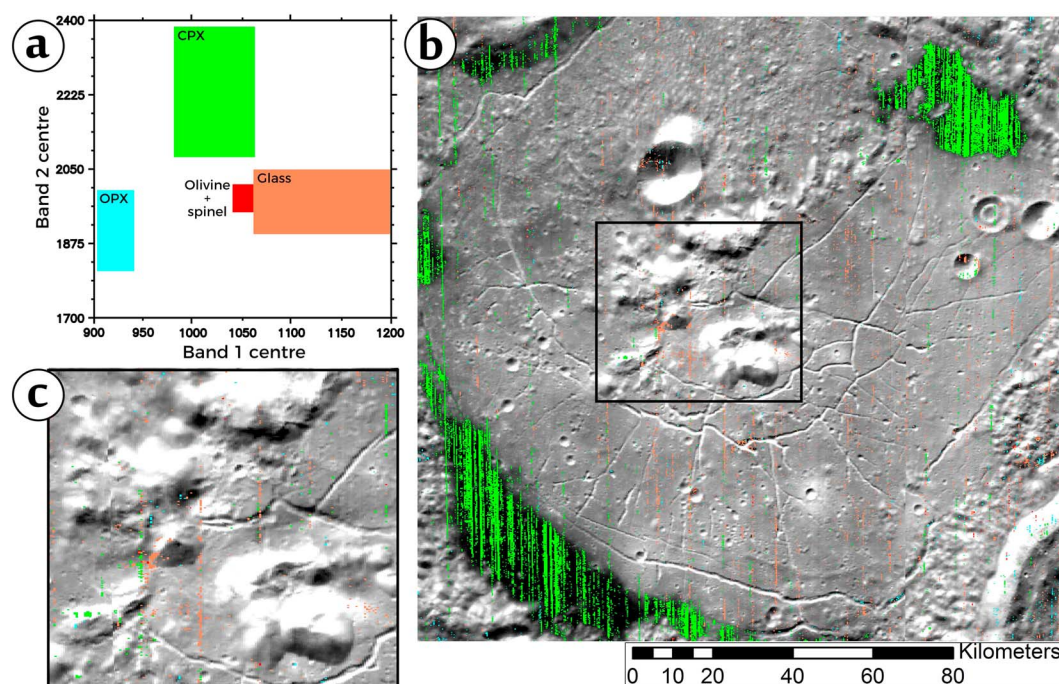 a
2400
2225
2050
1875
1700
Band 2 centre
CPX
OPX
Olivine
+
spinel
Glass
900
950
1000
1050
1100
1150
1200
Band 1 centre
b
c
Kilometers
0
10
20
40
60
80